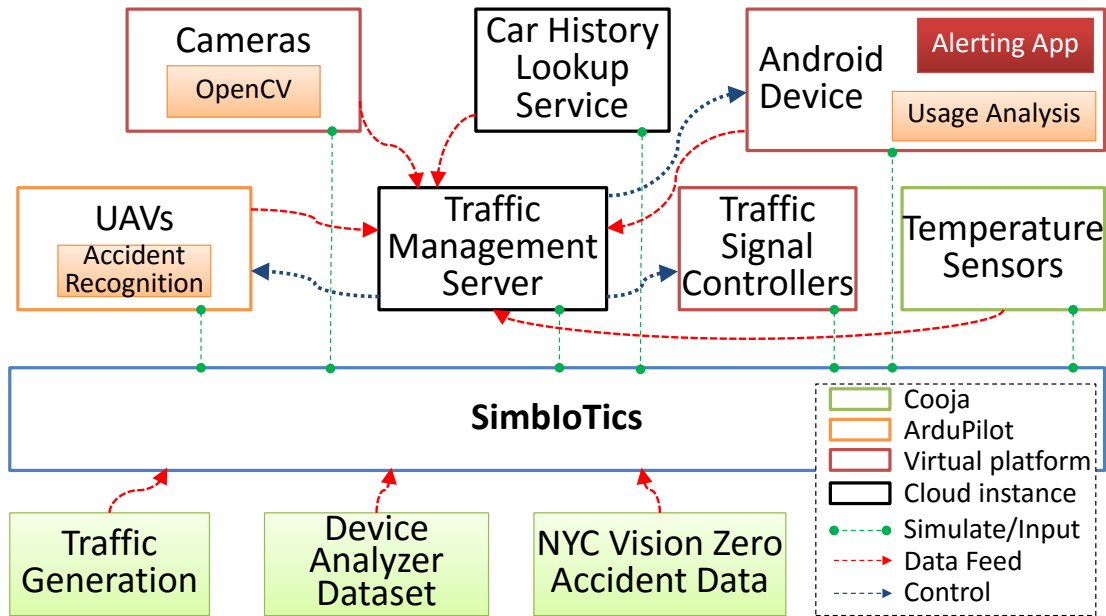 Cameras
OpenCV
Car History
Lookup
Service
Android
Device
Alerting App
Usage Analysis
UAVs
Accident
Recognition
Traffic
Management
Server
Traffic
Signal
Controllers
Temperature
Sensors
SimbIoTics
Cooja
ArduPilot
Virtual platform
Cloud instance
Simulate/Input
Data Feed
Control
Traffic
Generation
Device
Analyzer
Dataset
NYC Vision Zero
Accident Data